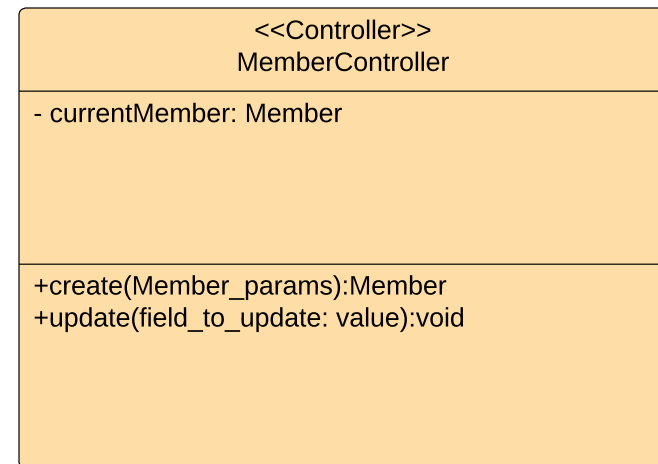 <<Controller>>
MemberController
- currentMember: Member
+create(Member_params):Member
+update(field_to_update: value):void